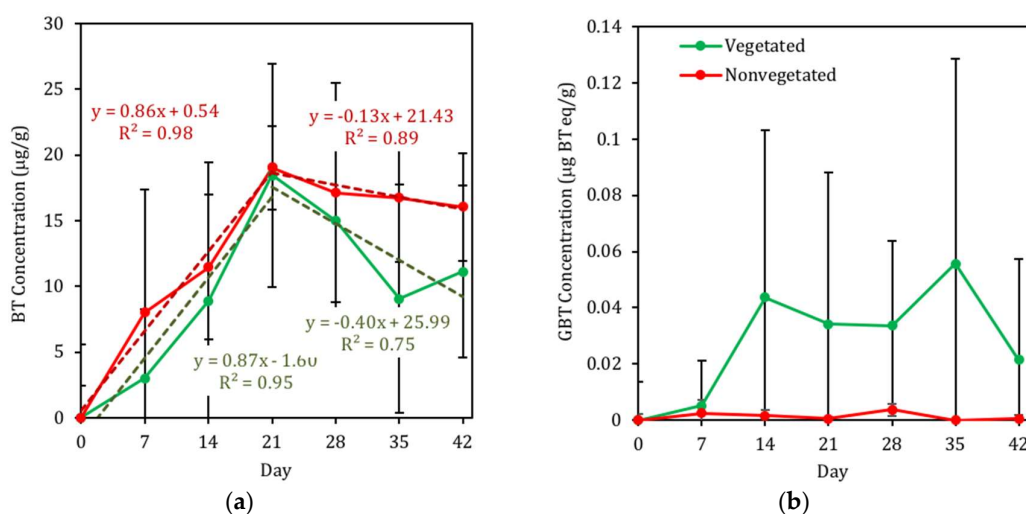 30
25
20
15
10
5
0
BT Concentration (µg/g)
y = 0.86x + 0.54
R² = 0.98
y = -0.13x + 21.43
R² = 0.89
y = -0.40x + 25.99
R² = 0.75
y = 0.87x - 1.60
R² = 0.95
0 7 14 21 28 35 42
Day
(a)
0.14
0.12
0.1
0.08
0.06
0.04
0.02
0
GBT Concentration (µg BT eq/g)
Vegetated
Nonvegetated
0 7 14 21 28 35 42
Day
(b)